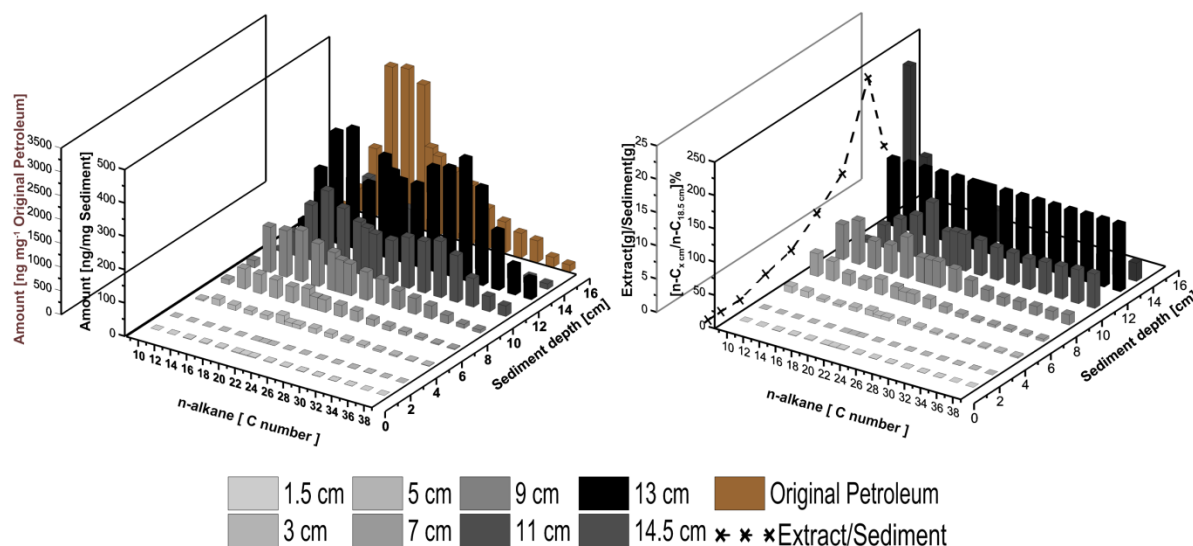 Amount [ng mg⁻¹ Original Petroleum]
3500
3000
2500
2000
1500
1000
500
0
Amount [ng/mg Sediment]
500
400
300
200
100
0
10 12 14 16 18 20 22 24 26 28 30 32 34 36 38
n-alkane [ C number ]
0 2 4 6 8 10 12 14 16
Sediment depth [cm]
Extract[g]/Sediment[g]
25
20
15
10
5
0
[n-Cx cm/n-C18.5 cm]%
250
200
150
100
50
0
10 12 14 16 18 20 22 24 26 28 30 32 34 36 38
n-alkane [ C number ]
0 2 4 6 8 10 12 14 16
Sediment depth [cm]
1.5 cm 5 cm 9 cm 13 cm Original Petroleum
3 cm 7 cm 11 cm 14.5 cm Extract/Sediment